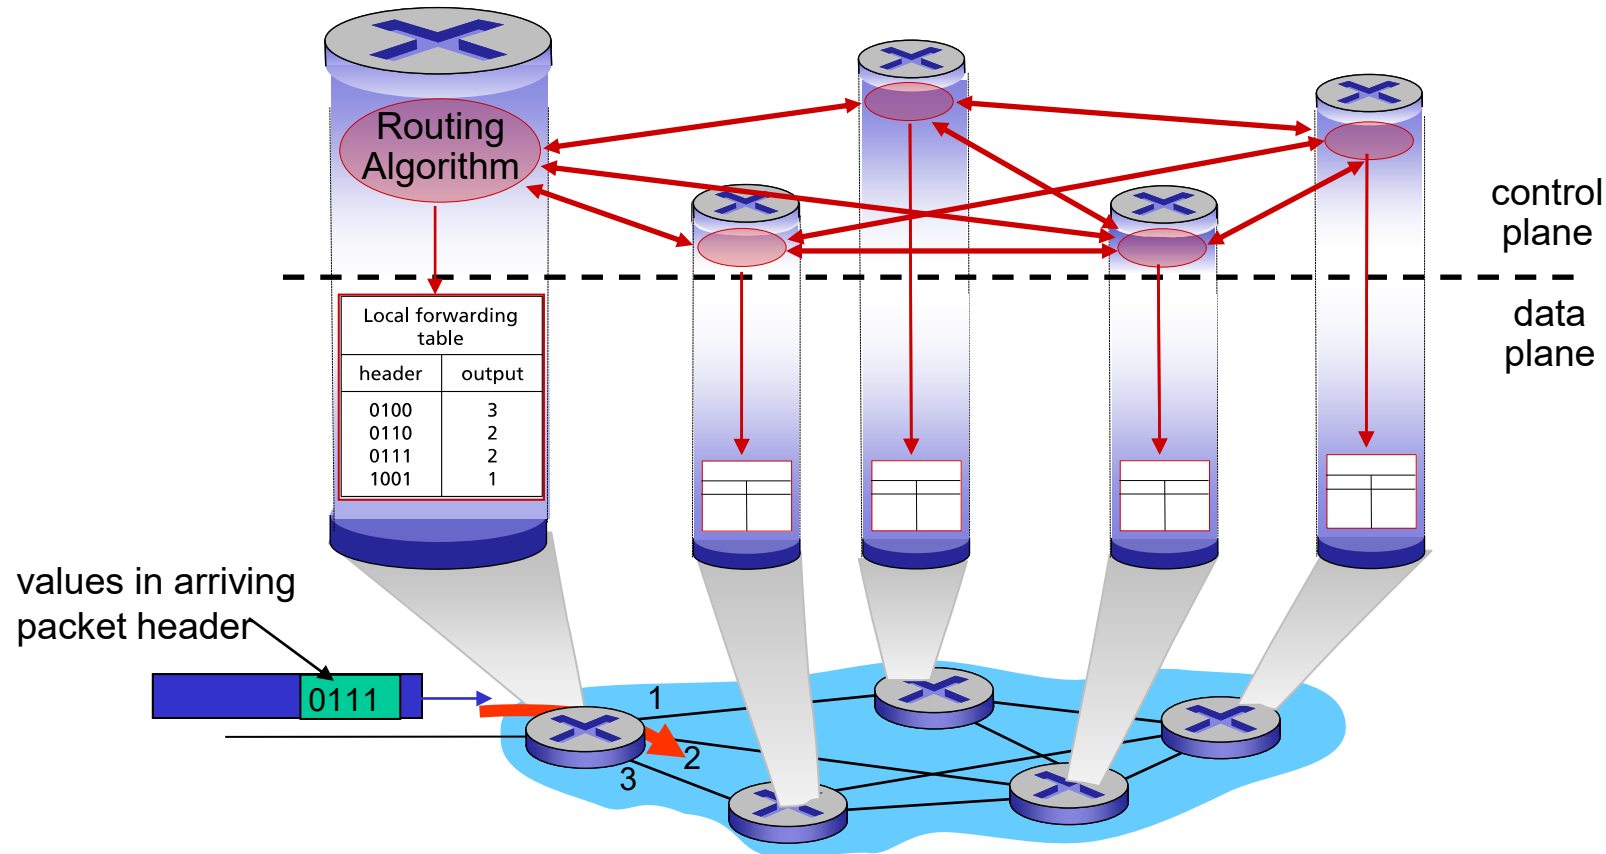 Routing
Algorithm
control
plane
data
plane
Local forwarding
table
header output
0100 3
0110 2
0111 2
1001 1
values in arriving
packet header
0111
1
2
3